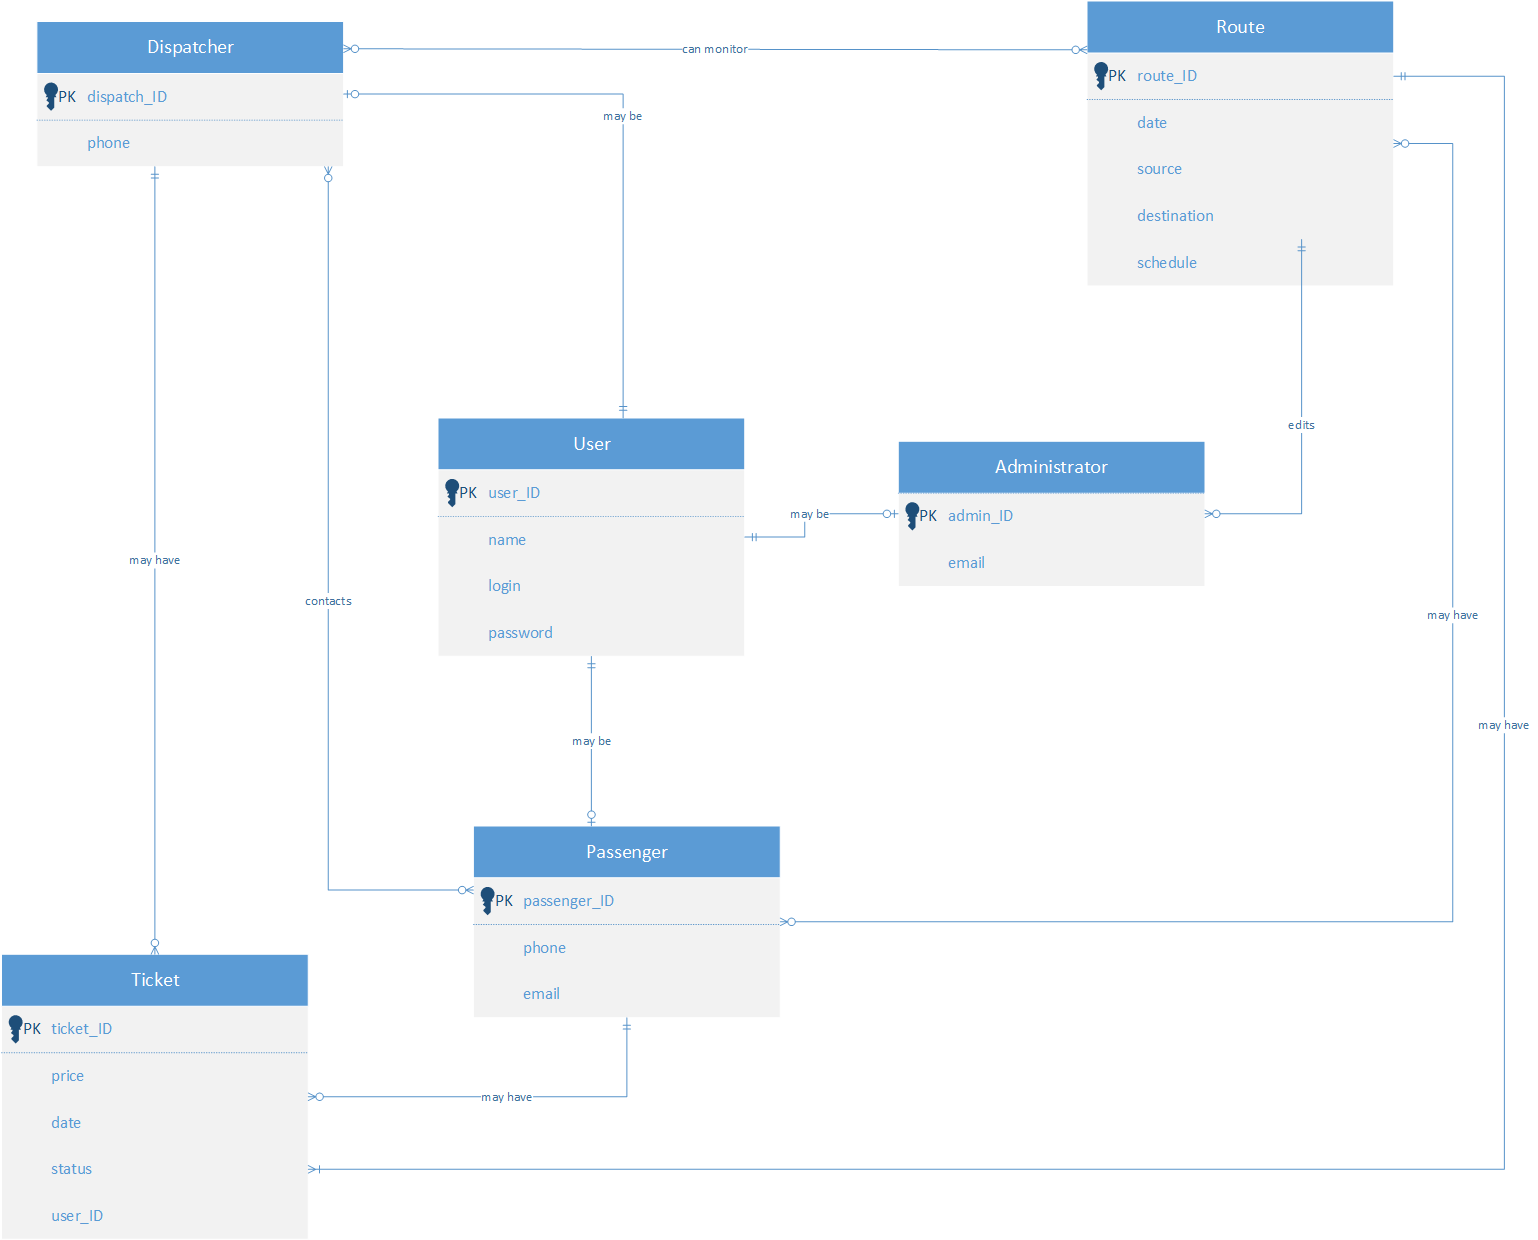 Dispatcher
PK dispatch_ID
phone
can monitor
Route
PK route_ID
date
source
destination
schedule
may be
edits
User
PK user_ID
name
login
password
may be
Administrator
PK admin_ID
email
may have
contacts
may have
may have
may be
Passenger
PK passenger_ID
phone
email
Ticket
PK ticket_ID
price
date
status
user_ID
may have